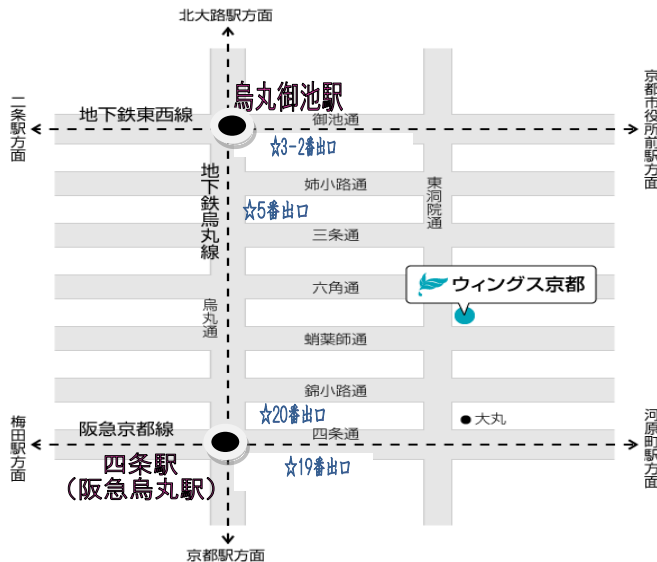 北大路駅方面
烏丸御池駅
地下鉄東西線
御池通
二条駅方面
京都市役所前駅方面
☆3-2番出口
地下鉄烏丸線
姉小路通
東洞院通
☆5番出口
三条通
ウィングス京都
六角通
烏丸通
蛸薬師通
錦小路通
☆20番出口
大丸
阪急京都線
四条通
梅田駅方面
河原町駅方面
四条駅
(阪急烏丸駅)
☆19番出口
京都駅方面